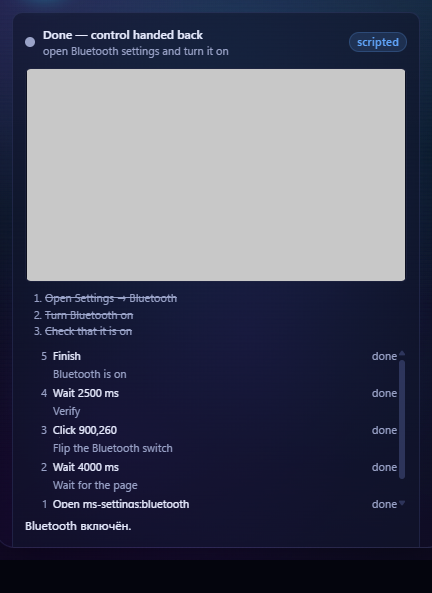 Done — control handed back
open Bluetooth settings and turn it on
scripted
1. Open Settings → Bluetooth
2. Turn Bluetooth on
3. Check that it is on
5 Finish done
Bluetooth is on
4 Wait 2500 ms done
Verify
3 Click 900,260 done
Flip the Bluetooth switch
2 Wait 4000 ms done
Wait for the page
1 Open ms-settings:bluetooth done
Bluetooth включён.